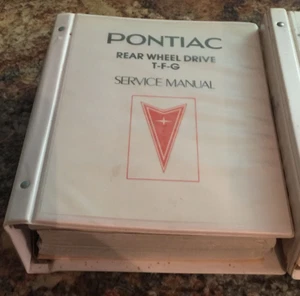 PONTIAC
REAR WHEEL DRIVE
T-F-G
SERVICE MANUAL